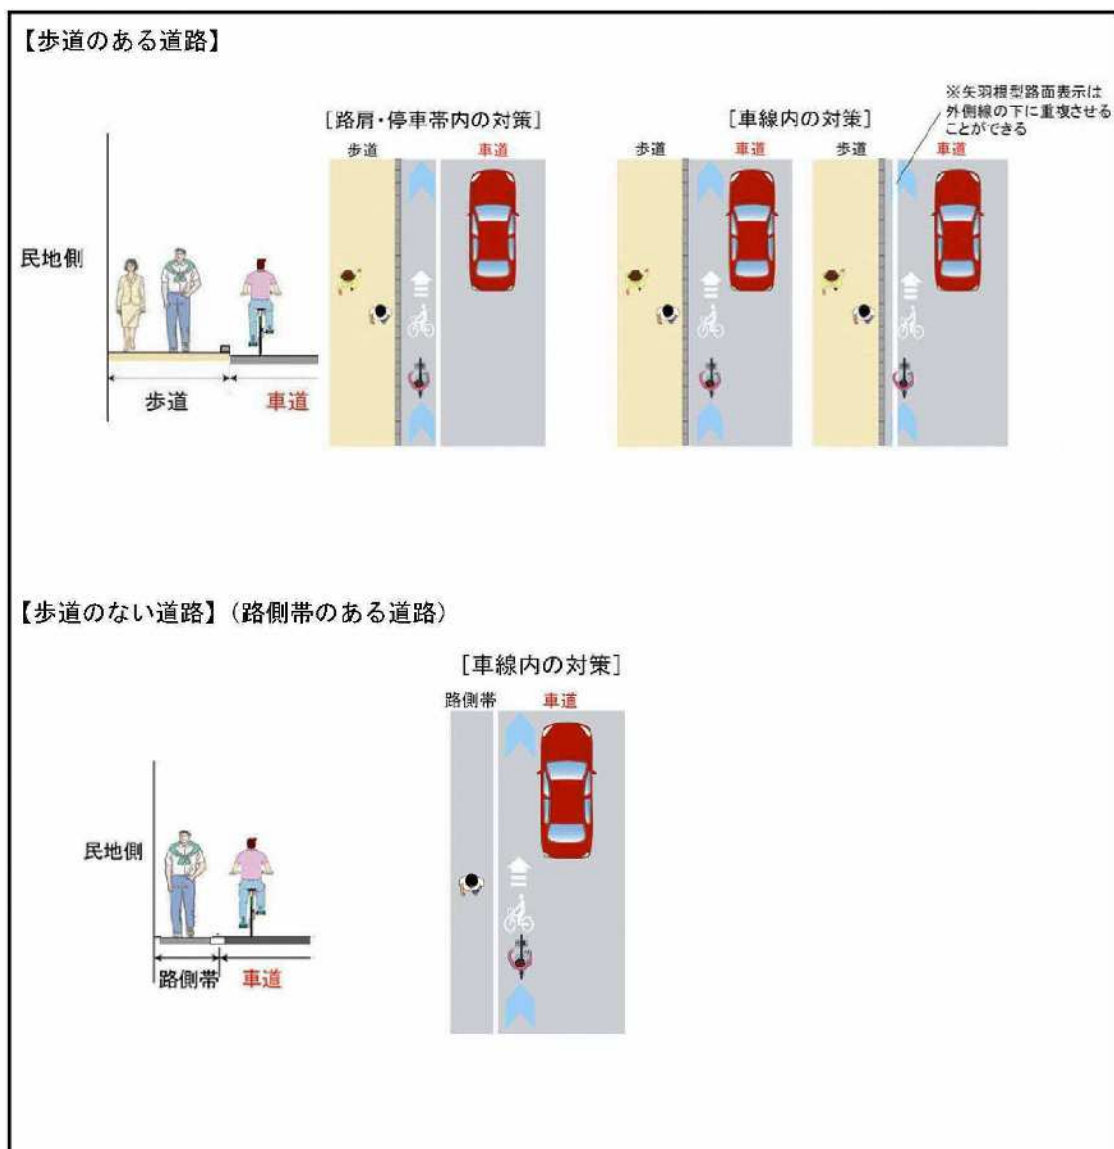 【歩道のある道路】
※矢羽根型路面表示は
外側線の下に重複させる
ことができる
[路肩・停車帯内の対策]
[車線内の対策]
歩道
車道
歩道
車道
歩道
車道
民地側
歩道
車道
【歩道のない道路】(路側帯のある道路)
[車線内の対策]
路側帯
車道
民地側
路側帯
車道